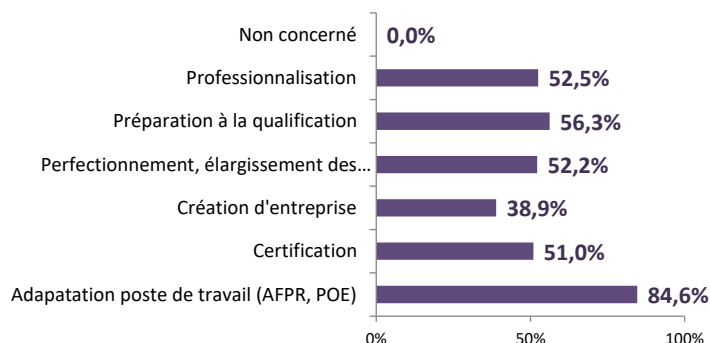 Non concerné 0,0%
Professionnalisation 52,5%
Préparation à la qualification 56,3%
Perfectionnement, élargissement des... 52,2%
Création d'entreprise 38,9%
Certification 51,0%
Adapatation poste de travail (AFPR, POE) 84,6%
0% 50% 100%